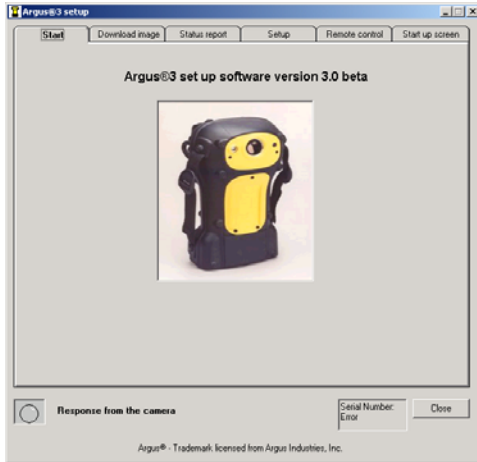 Argus®3 setup
Start Download image Status report Setup Remote control Start up screen
Argus®3 set up software version 3.0 beta
Response from the camera
Serial Number:
Error
Close
Argus® - Trademark licensed from Argus Industries, Inc.